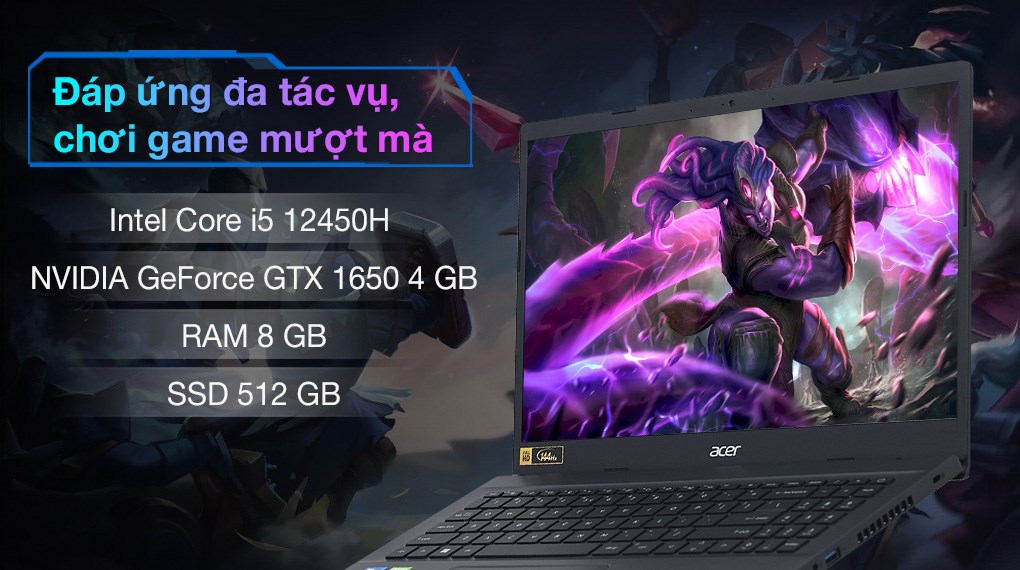 Đáp ứng đa tác vụ,
chơi game mượt mà
Intel Core i5 12450H
NVIDIA GeForce GTX 1650 4 GB
RAM 8 GB
SSD 512 GB
acer
144Hz